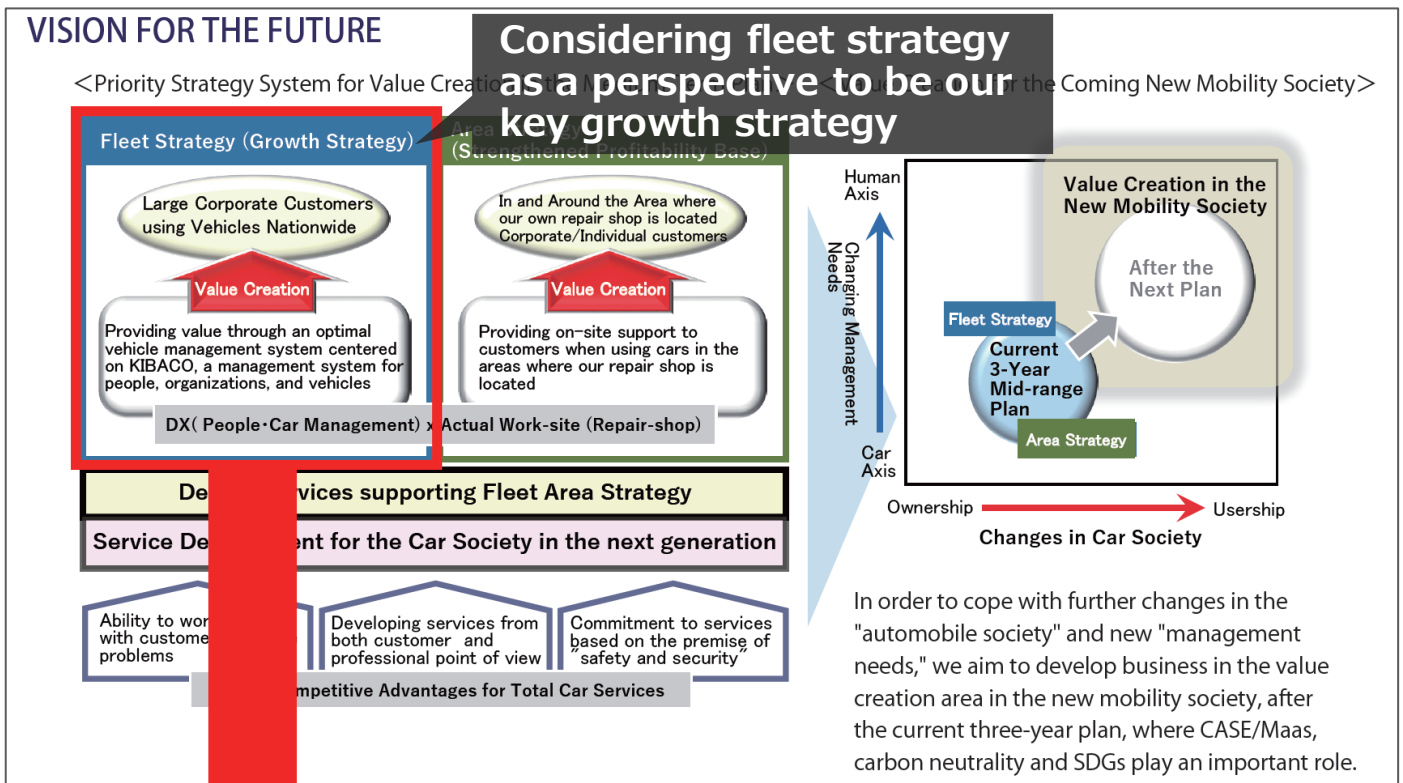 VISION FOR THE FUTURE
Considering fleet strategy
as a perspective to be our
key growth strategy
<Priority Strategy System for Value Creation
for the Coming New Mobility Society>
Fleet Strategy (Growth Strategy)
Area Strategy
(Strengthened Profitability Base)
Large Corporate Customers
using Vehicles Nationwide
Value Creation
Providing value through an optimal
vehicle management system centered
on KIBACO, a management system for
people, organizations, and vehicles
In and Around the Area where
our own repair shop is located
Corporate/Individual customers
Value Creation
Providing on-site support to
customers when using cars in the
areas where our repair shop is
located
DX( People・Car Management) x Actual Work-site (Repair-shop)
De vices supporting Fleet Area Strategy
Service De ent for the Car Society in the next generation
Ability to wor
with custome
problems
Developing services from
both customer and
professional point of view
Commitment to services
based on the premise of
"safety and security"
mpetitive Advantages for Total Car Services
Human
Axis
Changing Management
Needs
Car
Axis
Value Creation in the
New Mobility Society
After the
Next Plan
Fleet Strategy
Current
3-Year
Mid-range
Plan
Area Strategy
Ownership
Usership
Changes in Car Society
In order to cope with further changes in the
"automobile society" and new "management
needs," we aim to develop business in the value
creation area in the new mobility society, after
the current three-year plan, where CASE/Maas,
carbon neutrality and SDGs play an important role.